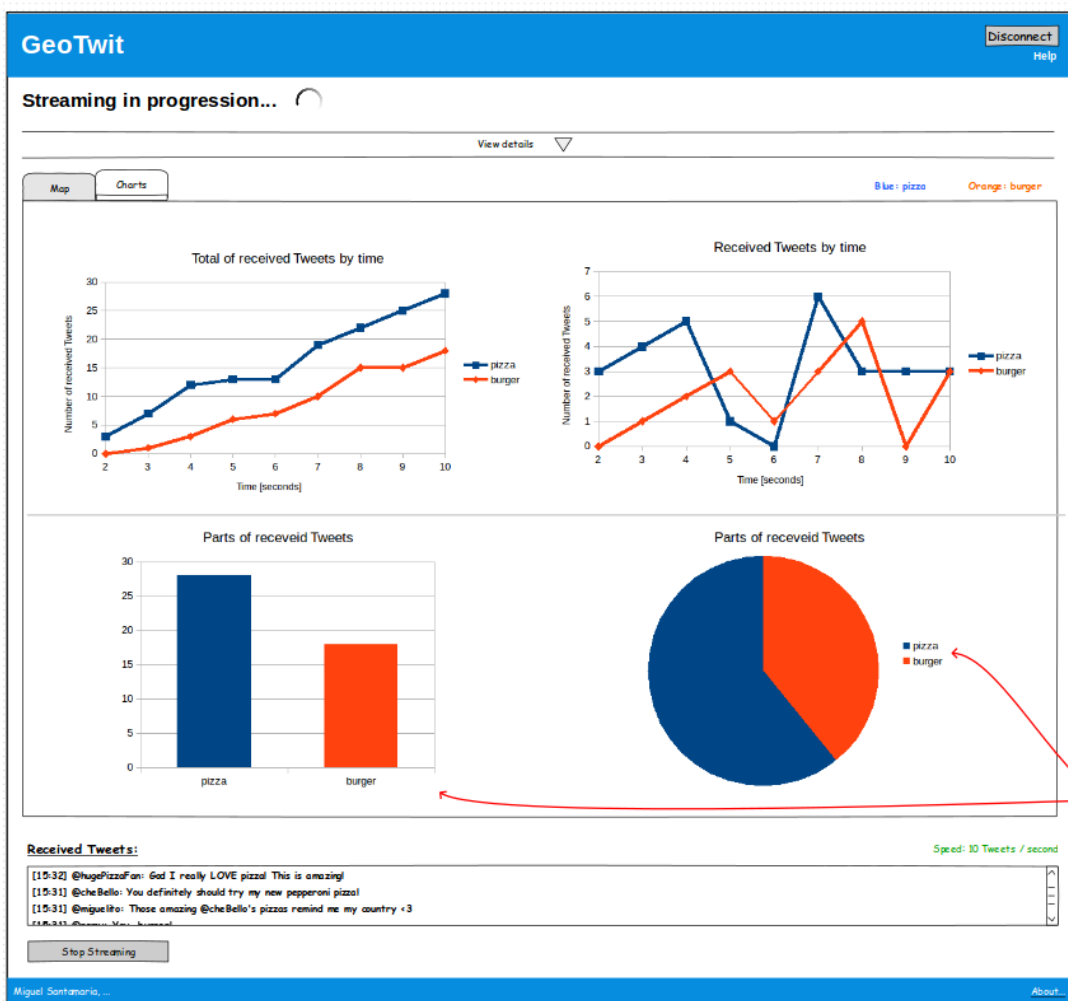 GeoTwit
Disconnect
Help
Streaming in progression...
View details
Map
Charts
Blue: pizza
Orange: burger
Total of received Tweets by time
Number of received Tweets
30
25
20
15
10
5
0
2 3 4 5 6 7 8 9 10
Time [seconds]
pizza
burger
Received Tweets by time
Number of received Tweets
7
6
5
4
3
2
1
0
2 3 4 5 6 7 8 9 10
Time [seconds]
pizza
burger
Parts of receveid Tweets
30
25
20
15
10
5
0
pizza burger
Parts of receveid Tweets
pizza
burger
Received Tweets:
Speed: 10 Tweets / second
[15:32] @hugePizzaFan: God I really LOVE pizza! This is amazing!
[15:31] @cheBello: You definitely should try my new pepperoni pizza!
[15:31] @miguelito: Those amazing @cheBello's pizzas remind me my country <3
Stop Streaming
Miguel Santamaria, ...
About...